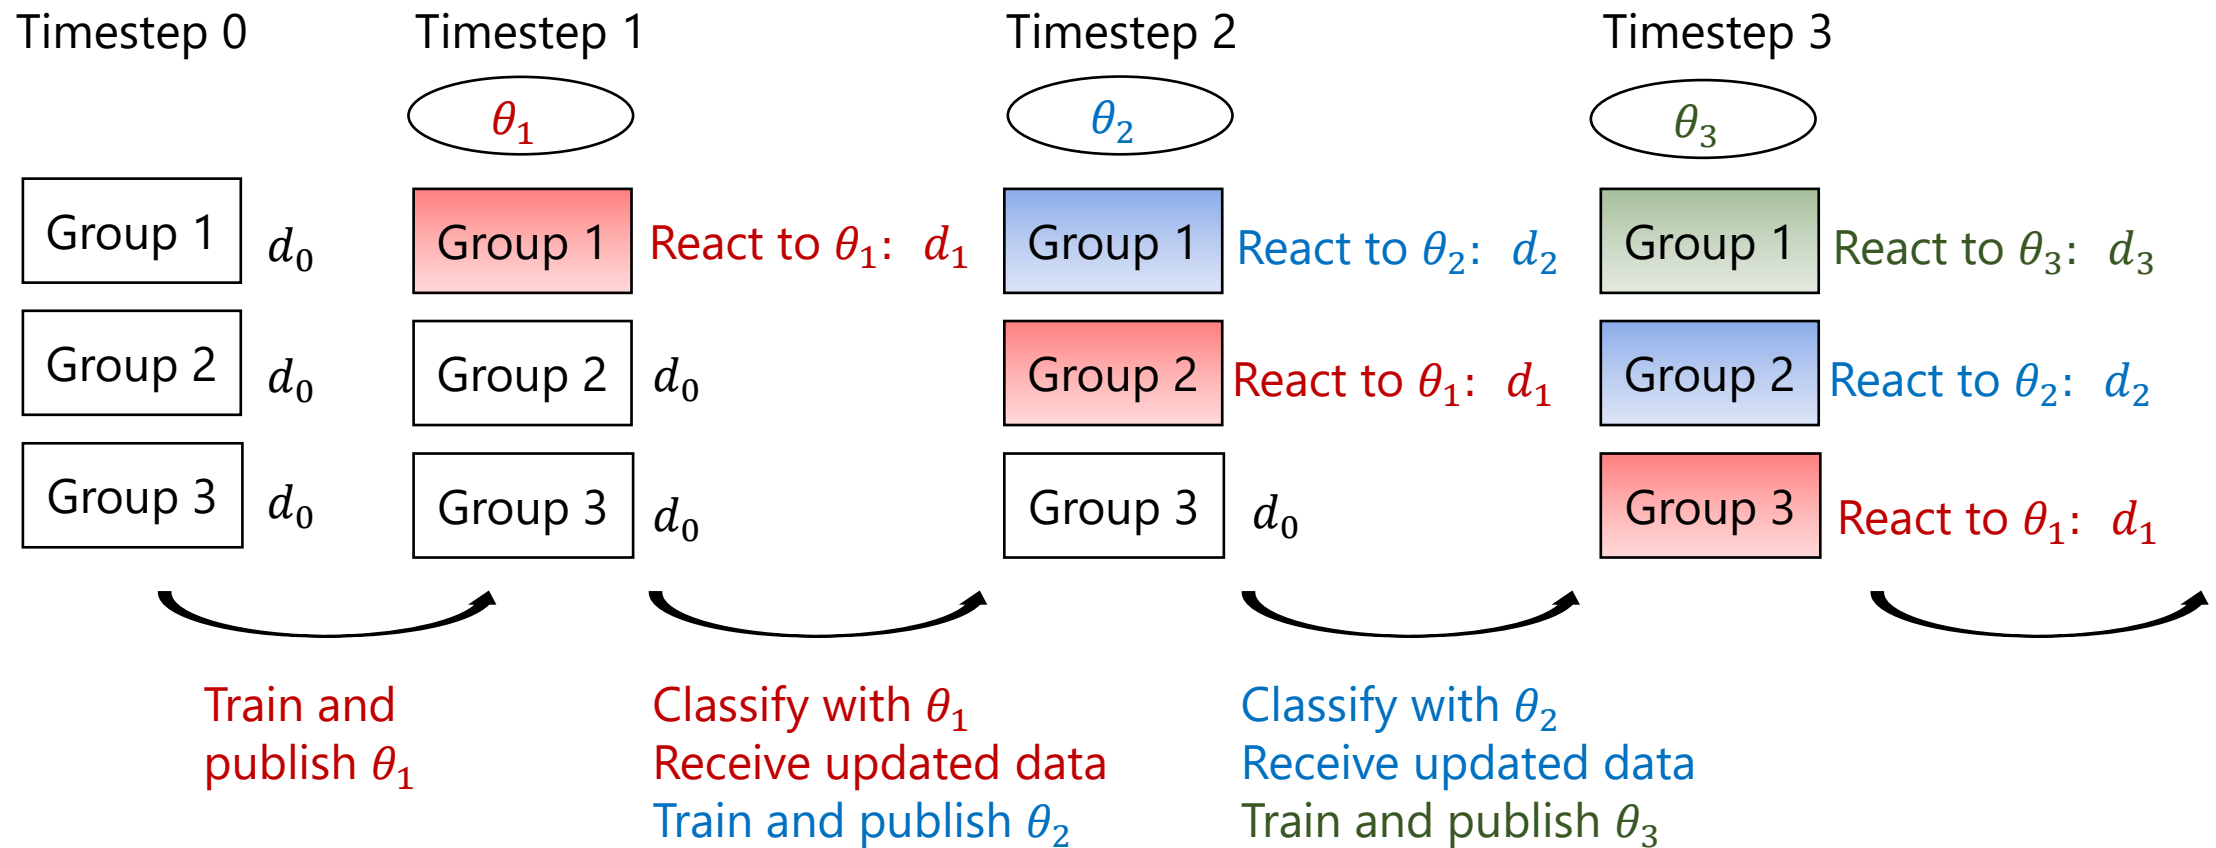 Timestep 0
Timestep 1
Timestep 2
Timestep 3
θ₁
θ₂
θ₃
Group 1
d₀
Group 1
React to θ₁: d₁
Group 1
React to θ₂: d₂
Group 1
React to θ₃: d₃
Group 2
d₀
Group 2
d₀
Group 2
React to θ₁: d₁
Group 2
React to θ₂: d₂
Group 3
d₀
Group 3
d₀
Group 3
d₀
Group 3
React to θ₁: d₁
Train and
publish θ₁
Classify with θ₁
Receive updated data
Train and publish θ₂
Classify with θ₂
Receive updated data
Train and publish θ₃